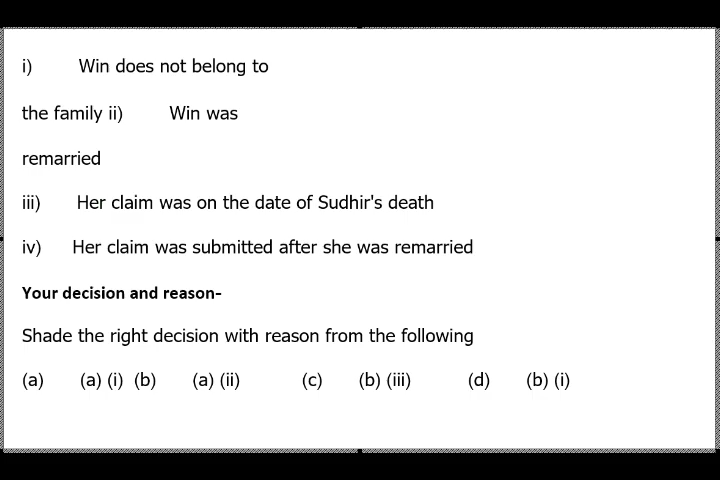 i) Win does not belong to
the family ii) Win was
remarried
iii) Her claim was on the date of Sudhir's death
iv) Her claim was submitted after she was remarried
Your decision and reason-
Shade the right decision with reason from the following
(a) (a) (i) (b) (a) (ii) (c) (b) (iii) (d) (b) (i)